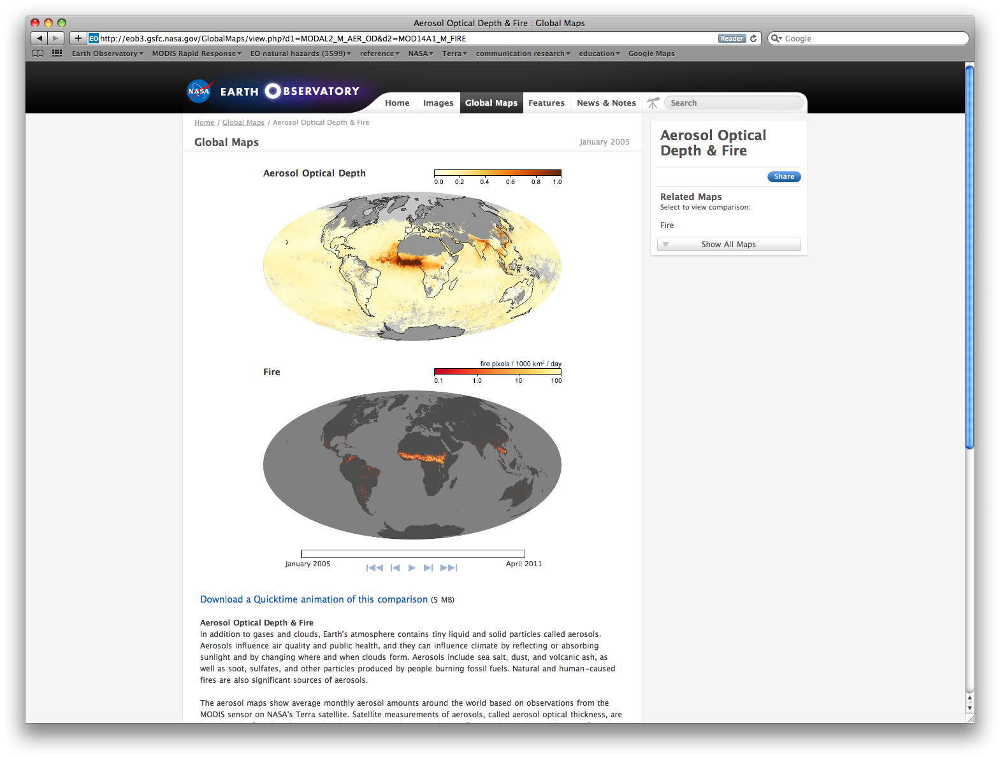 Aerosol Optical Depth & Fire : Global Maps
EO http://eob3.gsfc.nasa.gov/GlobalMaps/view.php?d1=MODAL2_M_AER_OD&d2=MOD14A1_M_FIRE
Reader
Google
Earth Observatory MODIS Rapid Response EO natural hazards (5599) reference NASA Terra communication research education Google Maps
NASA EARTH OBSERVATORY
Home Images Global Maps Features News & Notes Search
Home / Global Maps / Aerosol Optical Depth & Fire
Global Maps
January 2005
Aerosol Optical Depth
0.0 0.2 0.4 0.6 0.8 1.0
fire pixels / 1000 km² / day
Fire
0.1 1.0 10 100
January 2005
April 2011
Download a Quicktime animation of this comparison (5 MB)
Aerosol Optical Depth & Fire
In addition to gases and clouds, Earth's atmosphere contains tiny liquid and solid particles called aerosols.
Aerosols influence air quality and public health, and they can influence climate by reflecting or absorbing
sunlight and by changing where and when clouds form. Aerosols include sea salt, dust, and volcanic ash, as
well as soot, sulfates, and other particles produced by people burning fossil fuels. Natural and human-caused
fires are also significant sources of aerosols.
The aerosol maps show average monthly aerosol amounts around the world based on observations from the
MODIS sensor on NASA's Terra satellite. Satellite measurements of aerosols, called aerosol optical thickness, are
Aerosol Optical
Depth & Fire
Share
Related Maps
Select to view comparison:
Fire
Show All Maps